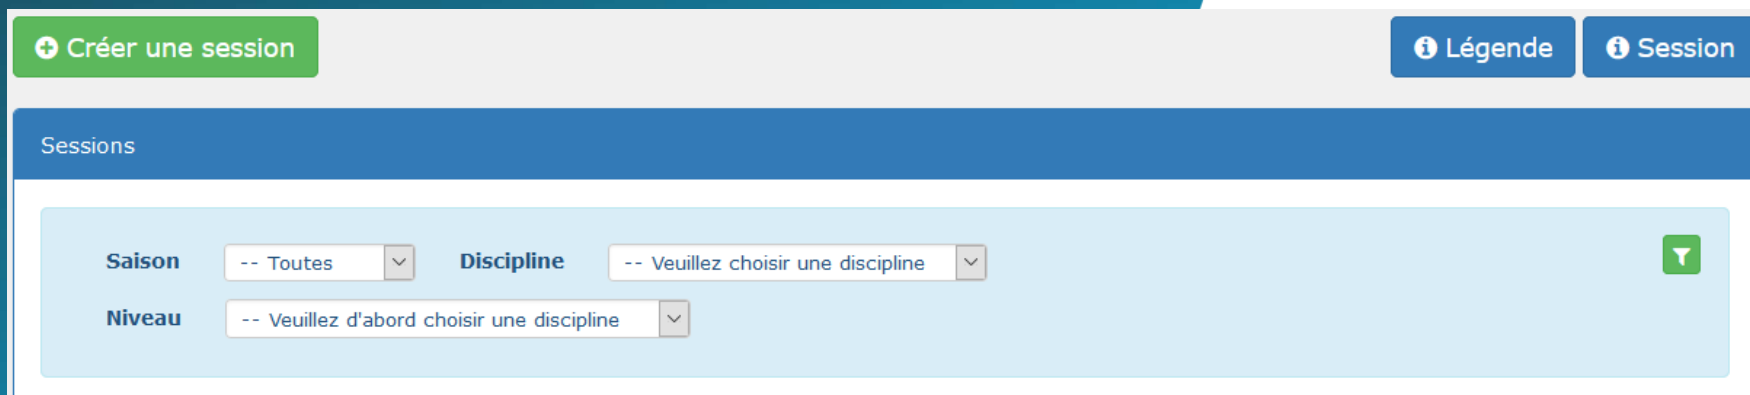 Créer une session
Légende
Session
Sessions
Saison -- Toutes Discipline -- Veuillez choisir une discipline
Niveau -- Veuillez d'abord choisir une discipline